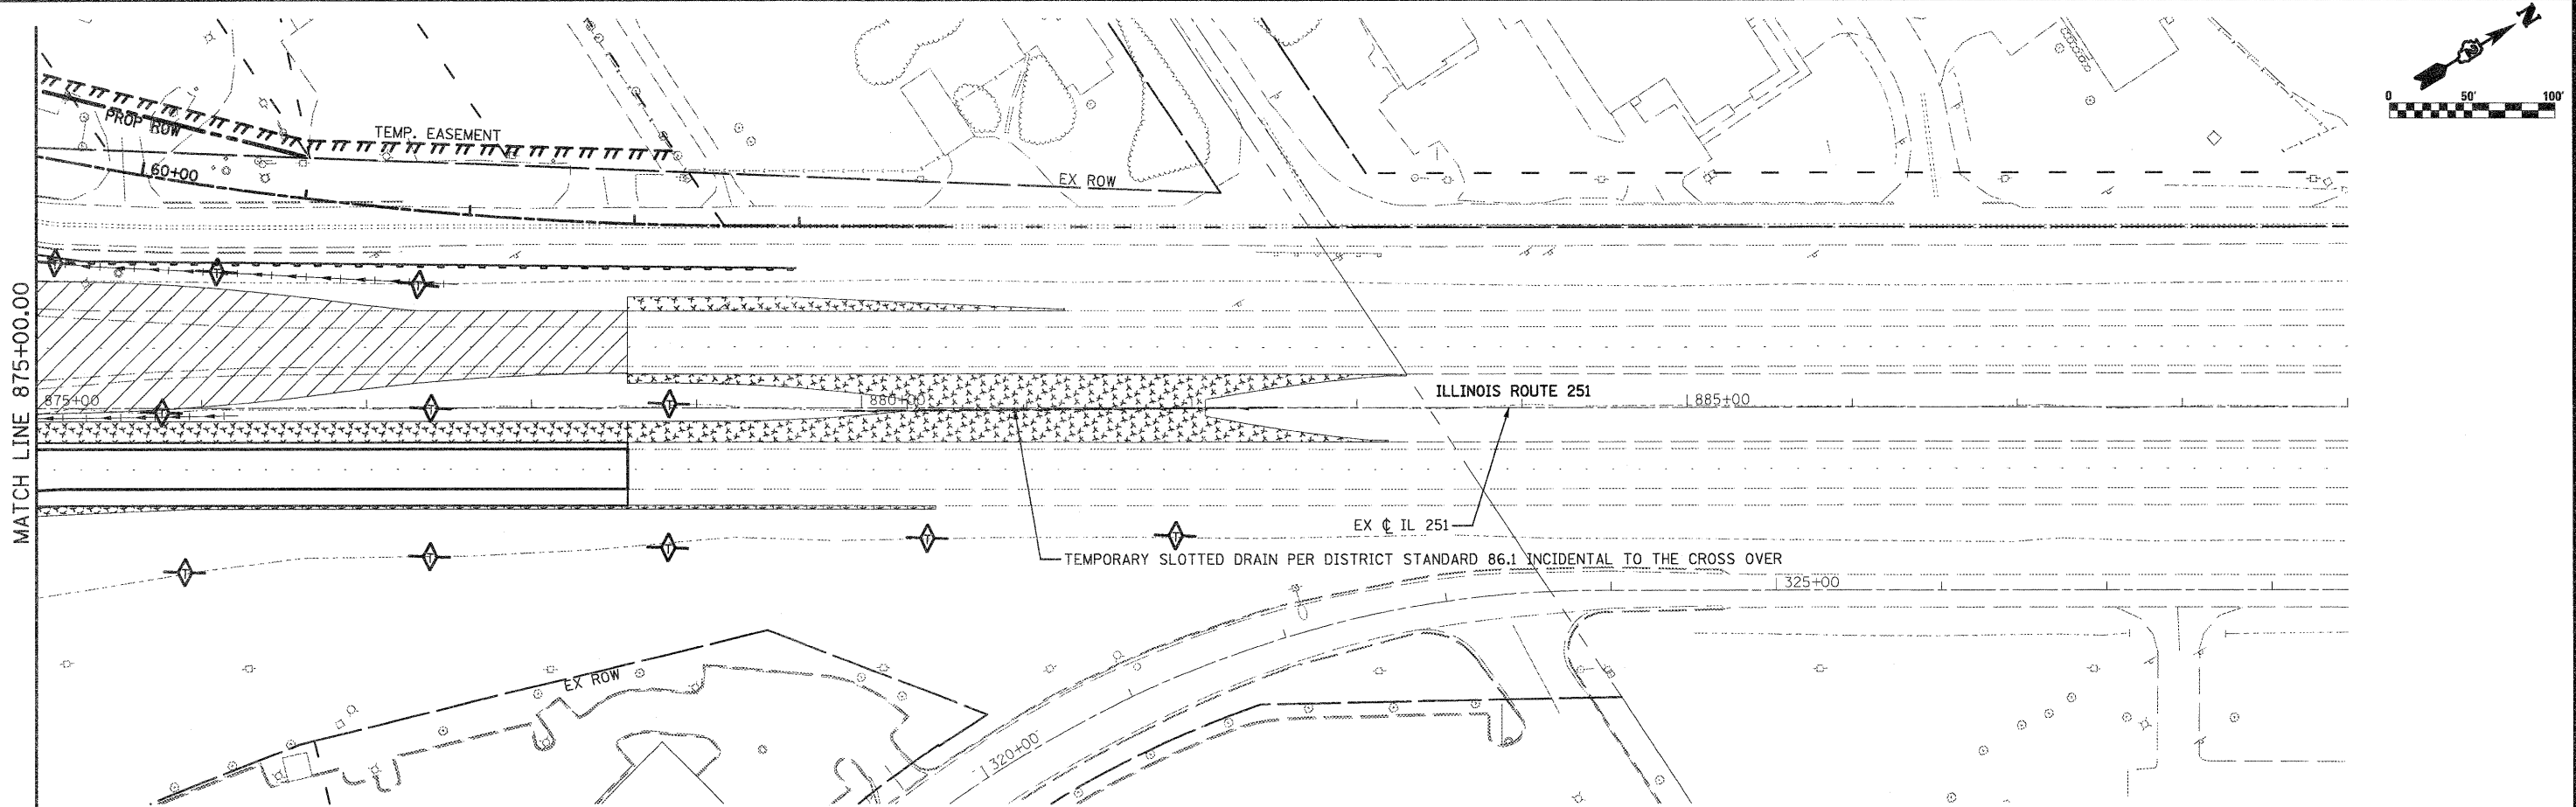 N
0 50' 100'
PROP ROW
TEMP. EASEMENT
60+00
EX ROW
MATCH LINE 875+00.00
875+00
880+00
ILLINOIS ROUTE 251
885+00
EX ℄ IL 251
TEMPORARY SLOTTED DRAIN PER DISTRICT STANDARD 86.1 INCIDENTAL TO THE CROSS OVER
325+00
EX ROW
320+00
T
T
T
T
T
T
T
T
T
T
T